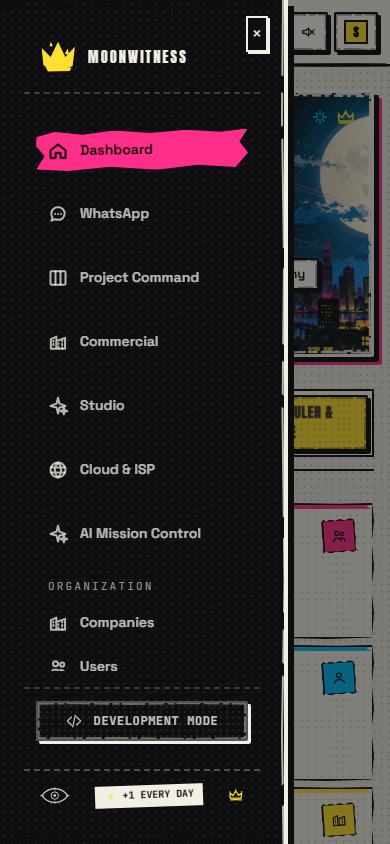 ×
MOONWITNESS
S
Dashboard
WhatsApp
Project Command
Commercial
ULER &
Studio
Cloud & ISP
AI Mission Control
ORGANIZATION
Companies
Users
</> DEVELOPMENT MODE
+1 EVERY DAY